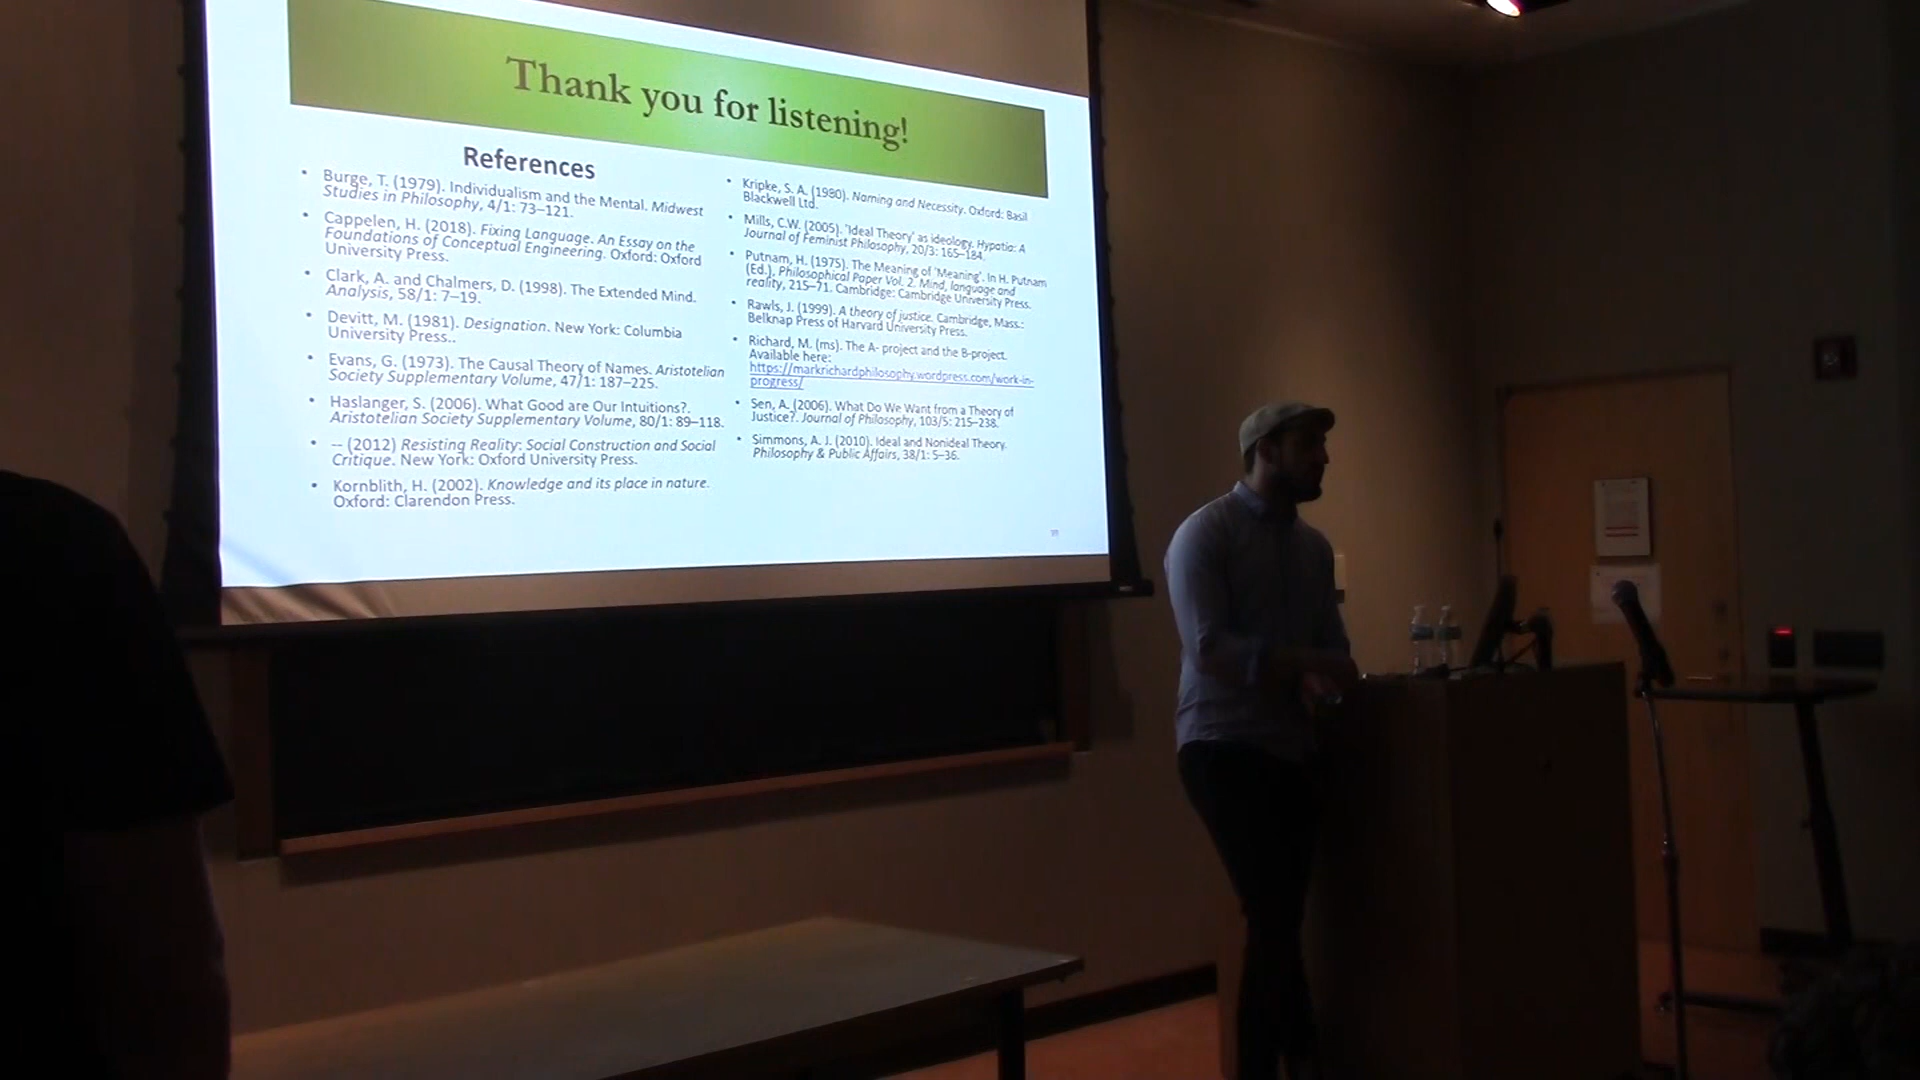 Thank you for listening!
References
• Burge, T. (1979). Individualism and the Mental. Midwest
Studies in Philosophy, 4/1: 73–121.
• Cappelen, H. (2018). Fixing Language. An Essay on the
Foundations of Conceptual Engineering. Oxford: Oxford
University Press.
• Clark, A. and Chalmers, D. (1998). The Extended Mind.
Analysis, 58/1: 7–19.
• Devitt, M. (1981). Designation. New York: Columbia
University Press..
• Evans, G. (1973). The Causal Theory of Names. Aristotelian
Society Supplementary Volume, 47/1: 187–225.
• Haslanger, S. (2006). What Good are Our Intuitions?.
Aristotelian Society Supplementary Volume, 80/1: 89–118.
• -- (2012) Resisting Reality: Social Construction and Social
Critique. New York: Oxford University Press.
• Kornblith, H. (2002). Knowledge and its place in nature.
Oxford: Clarendon Press.
• Kripke, S. A. (1980). Naming and Necessity. Oxford: Basil
Blackwell Ltd.
• Mills, C.W. (2005). 'Ideal Theory' as ideology. Hypatia: A
Journal of Feminist Philosophy, 20/3: 165–184.
• Putnam, H. (1975). The Meaning of 'Meaning'. In H. Putnam
(Ed.), Philosophical Paper Vol. 2. Mind, language and
reality, 215–71. Cambridge: Cambridge University Press.
• Rawls, J. (1999). A theory of justice. Cambridge, Mass.:
Belknap Press of Harvard University Press.
• Richard, M. (ms). The A- project and the B-project.
Available here:
https://markrichardphilosophy.wordpress.com/work-in-
progress/
• Sen, A. (2006). What Do We Want from a Theory of
Justice?. Journal of Philosophy, 103/5: 215–238.
• Simmons, A. J. (2010). Ideal and Nonideal Theory.
Philosophy & Public Affairs, 38/1: 5–36.